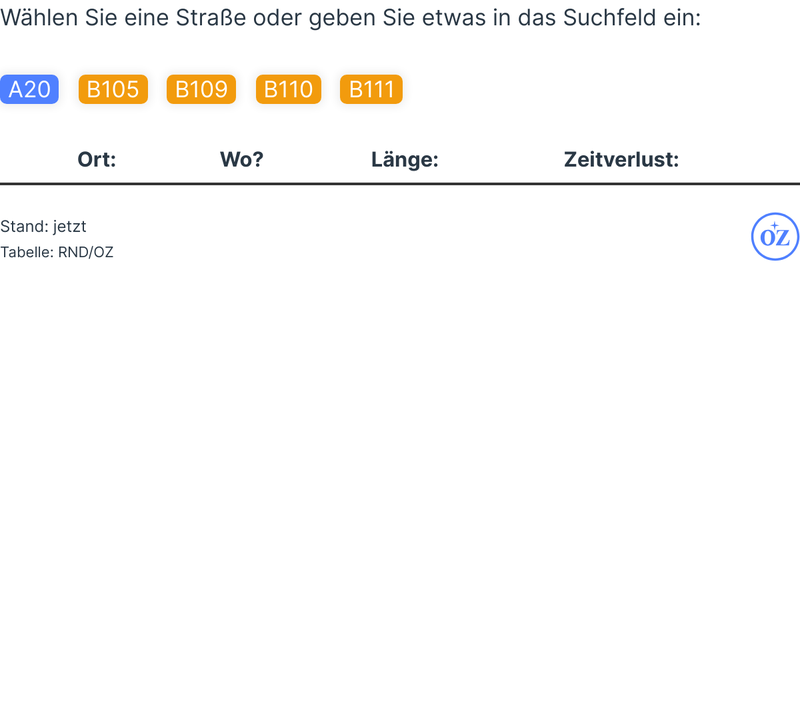 Wählen Sie eine Straße oder geben Sie etwas in das Suchfeld ein:
A20 B105 B109 B110 B111
Ort: Wo? Länge: Zeitverlust:
Stand: jetzt
Tabelle: RND/OZ
OZ